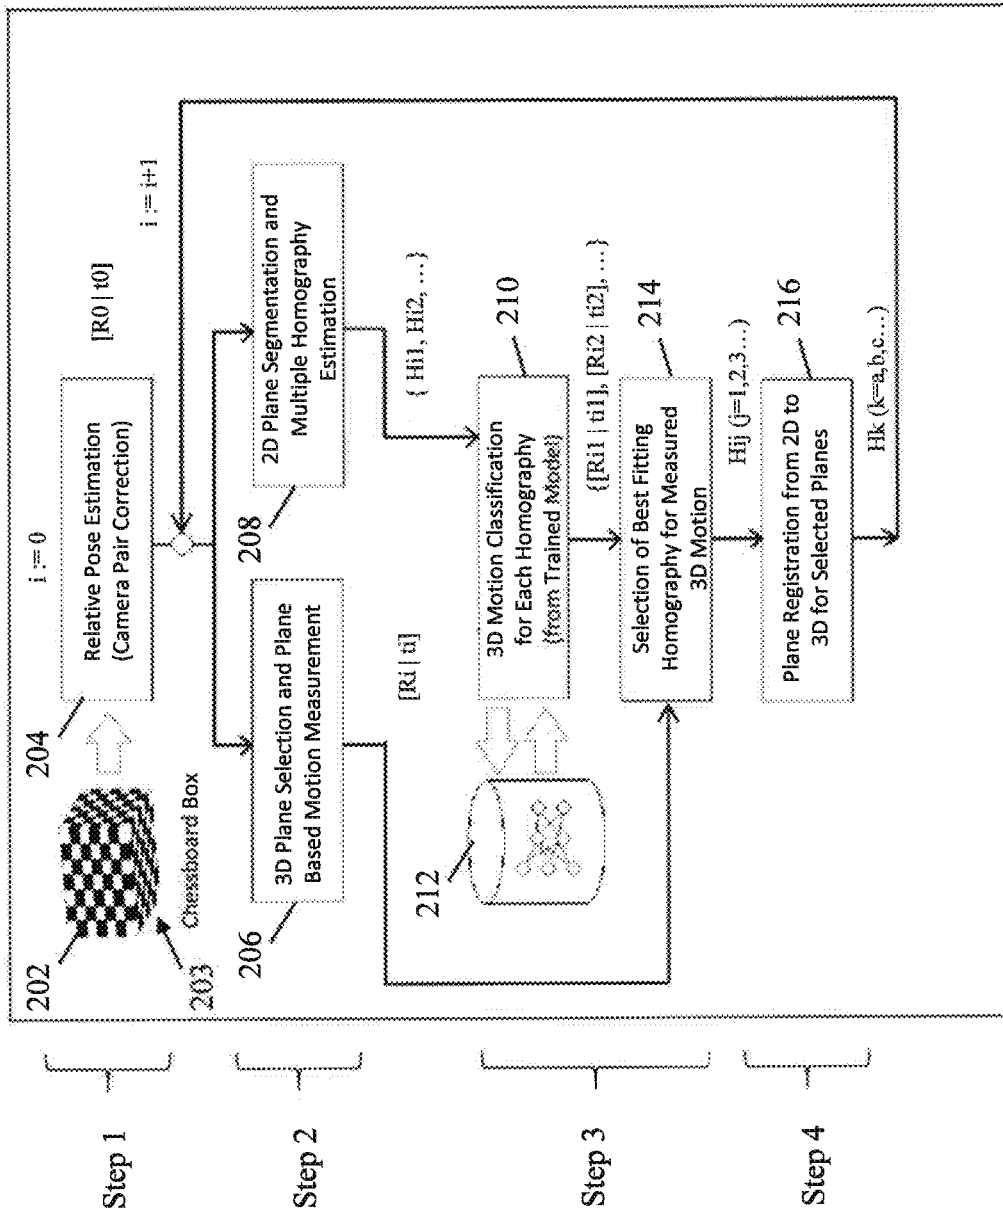 Step 1
202
203
Chessboard Box
204
i := 0
Relative Pose Estimation
(Camera Pair Correction)
[R0 | t0]
i := i+1
Step 2
206
3D Plane Selection and Plane
Based Motion Measurement
[Ri | ti]
208
2D Plane Segmentation and
Multiple Homography
Estimation
{ Hi1, Hi2, …}
Step 3
212
3D Motion Classification
for Each Homography
(from Trained Model)
210
{[Ri1 | ti1], [Ri2 | ti2], …}
Selection of Best Fitting
Homography for Measured
3D Motion
214
Hij (j=1,2,3…)
Step 4
Plane Registration from 2D to
3D for Selected Planes
216
Hk (k=a,b,c…)